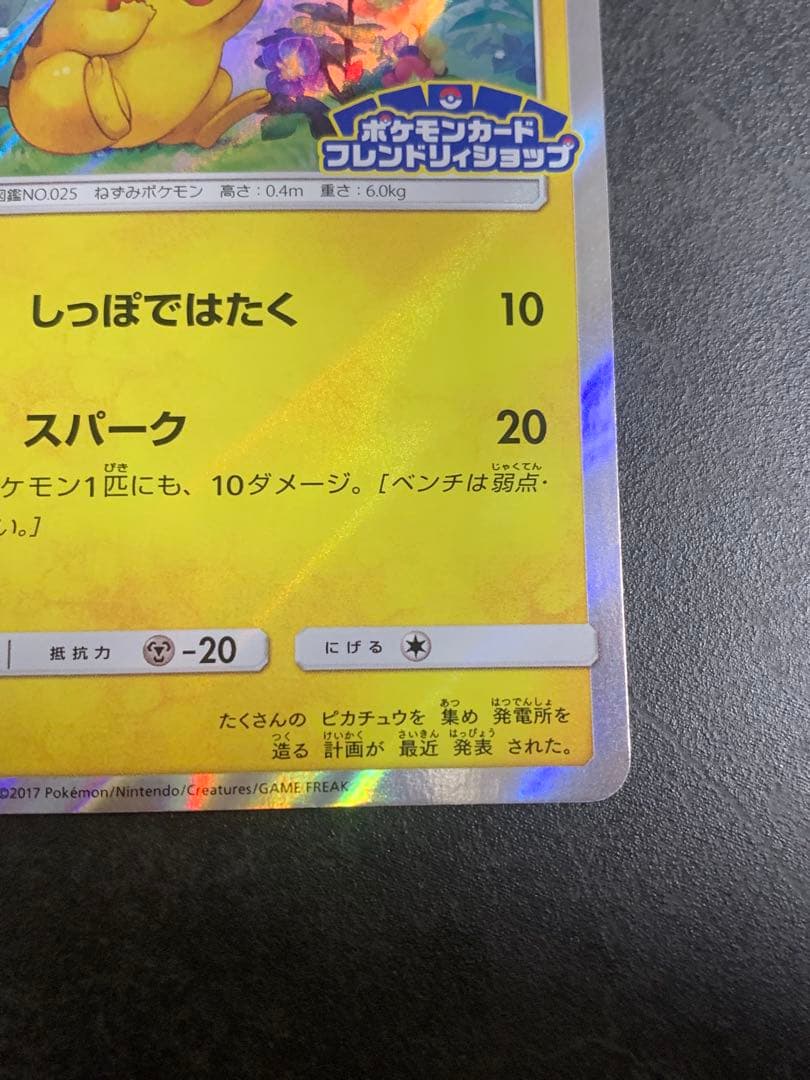 ポケモンカード
フレンドリィショップ
図鑑NO.025 ねずみポケモン 高さ:0.4m 重さ:6.0kg
しっぽではたく 10
スパーク 20
ケモン1匹にも、10ダメージ。[ベンチは弱点・
い。]
抵抗力 -20 にげる
たくさんの ピカチュウを 集め 発電所を
造る 計画が 最近 発表 された。
©2017 Pokémon/Nintendo/Creatures/GAME FREAK